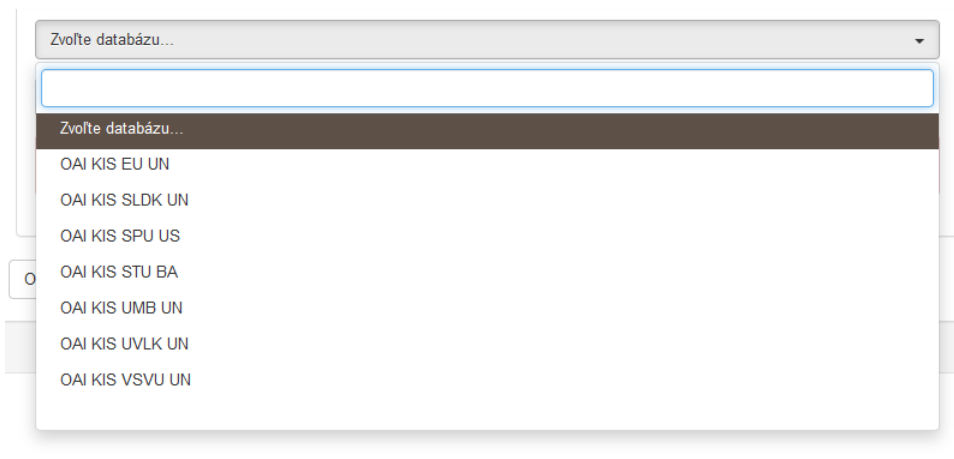 Zvoľte databázu...
Zvoľte databázu...
OAI KIS EU UN
OAI KIS SLDK UN
OAI KIS SPU US
OAI KIS STU BA
O
OAI KIS UMB UN
OAI KIS UVLK UN
OAI KIS VSVU UN